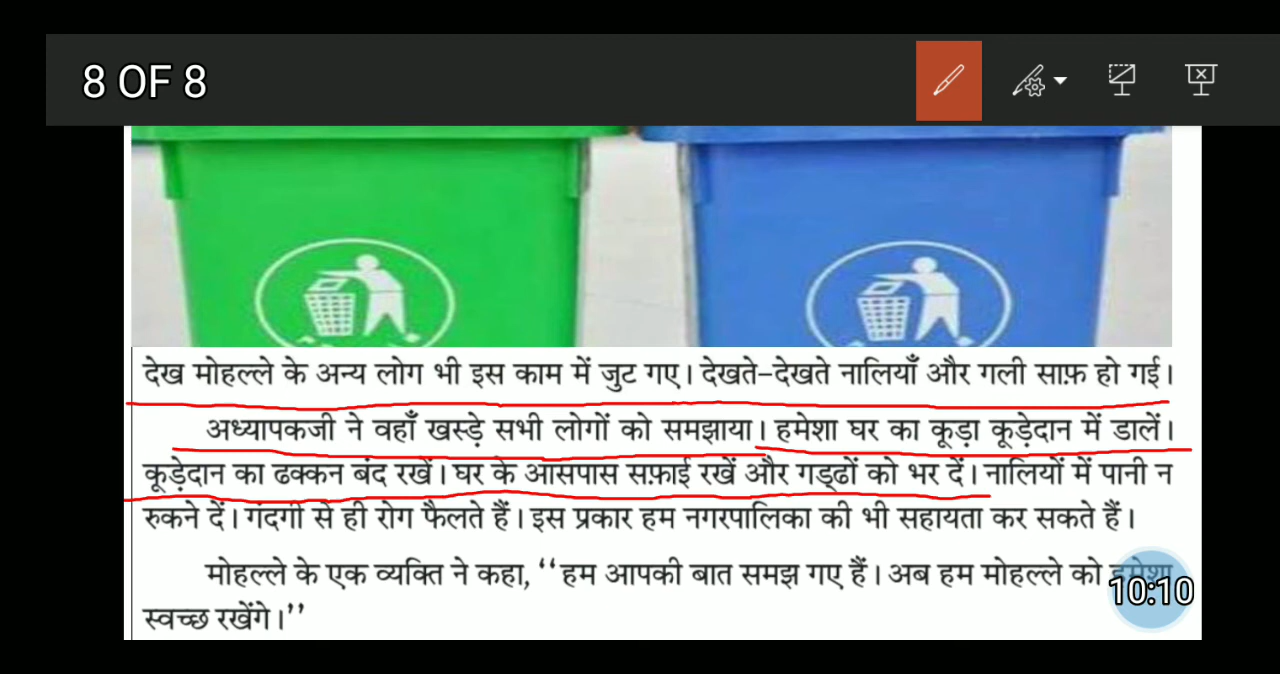 8 OF 8
देख मोहल्ले के अन्य लोग भी इस काम में जुट गए। देखते-देखते नालियाँ और गली साफ़ हो गई।
अध्यापकजी ने वहाँ खस्ड़े सभी लोगों को समझाया। हमेशा घर का कूड़ा कूड़ेदान में डालें।
कूड़ेदान का ढक्कन बंद रखें। घर के आसपास सफ़ाई रखें और गड्ढों को भर दें। नालियों में पानी न
रुकने दें। गंदगी से ही रोग फैलते हैं। इस प्रकार हम नगरपालिका की भी सहायता कर सकते हैं।
मोहल्ले के एक व्यक्ति ने कहा, ‘‘हम आपकी बात समझ गए हैं। अब हम मोहल्ले को हमेशा
10:10
स्वच्छ रखेंगे।’’